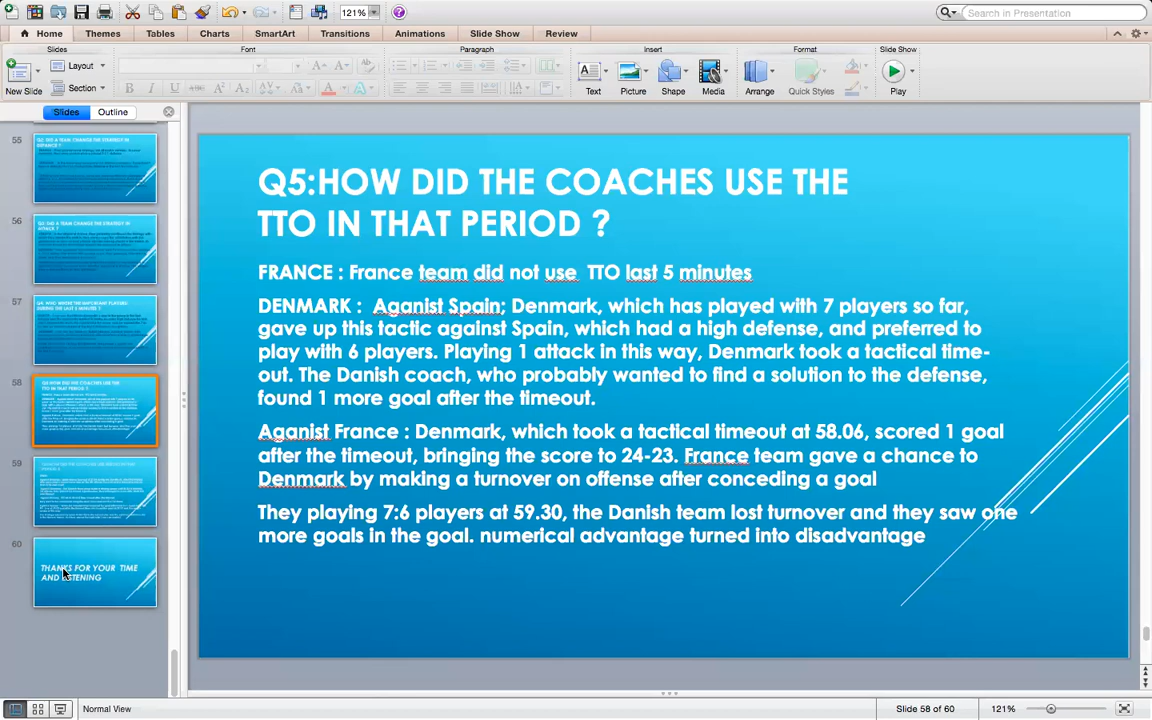 121%
Search in Presentation
Home
Themes
Tables
Charts
SmartArt
Transitions
Animations
Slide Show
Review
Slides
Font
Paragraph
Insert
Format
Slide Show
New Slide
Layout
Section
Text
Picture
Shape
Media
Arrange
Quick Styles
Play
Slides
Outline
55
56
57
58
59
60
THANKS FOR YOUR TIME
AND LISTENING
Q5:HOW DID THE COACHES USE THE
TTO IN THAT PERIOD ?
FRANCE : France team did not use TTO last 5 minutes
DENMARK : Aganist Spain; Denmark, which has played with 7 players so far,
gave up this tactic against Spain, which had a high defense, and preferred to
play with 6 players. Playing 1 attack in this way, Denmark took a tactical time-
out. The Danish coach, who probably wanted to find a solution to the defense,
found 1 more goal after the timeout.
Aganist France : Denmark, which took a tactical timeout at 58.06, scored 1 goal
after the timeout, bringing the score to 24-23. France team gave a chance to
Denmark by making a turnover on offense after conceding a goal
They playing 7:6 players at 59.30, the Danish team lost turnover and they saw one
more goals in the goal. numerical advantage turned into disadvantage
Normal View
Slide 58 of 60
121%